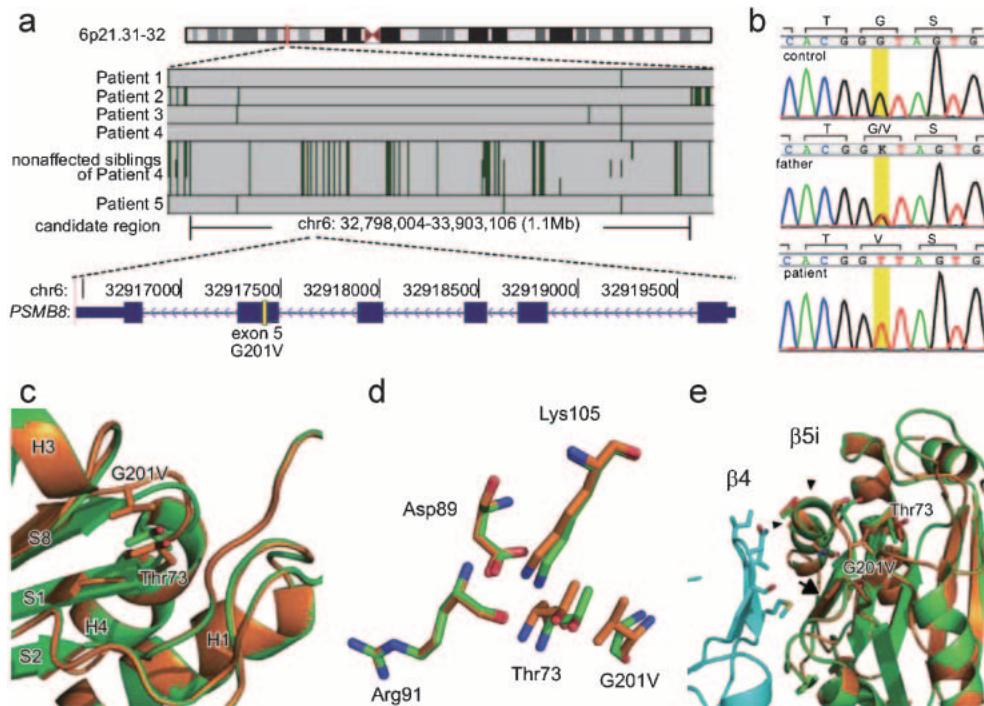 a
6p21.31-32
Patient 1
Patient 2
Patient 3
Patient 4
nonaffected siblings
of Patient 4
Patient 5
candidate region
chr6: 32,798,004-33,903,106 (1.1Mb)
chr6: 32917000 32917500 32918000 32918500 32919000 32919500
PSMB8:
exon 5
G201V
b
T G S
C A C G G G T A G T G
control
T G/V S
C A C G G K T A G T G
father
T V S
C A C G G T T A G T G
patient
c
H3
G201V
S8
Thr73
S1
H4
H1
S2
d
Lys105
Asp89
Thr73
G201V
Arg91
e
β5i
β4
Thr73
G201V